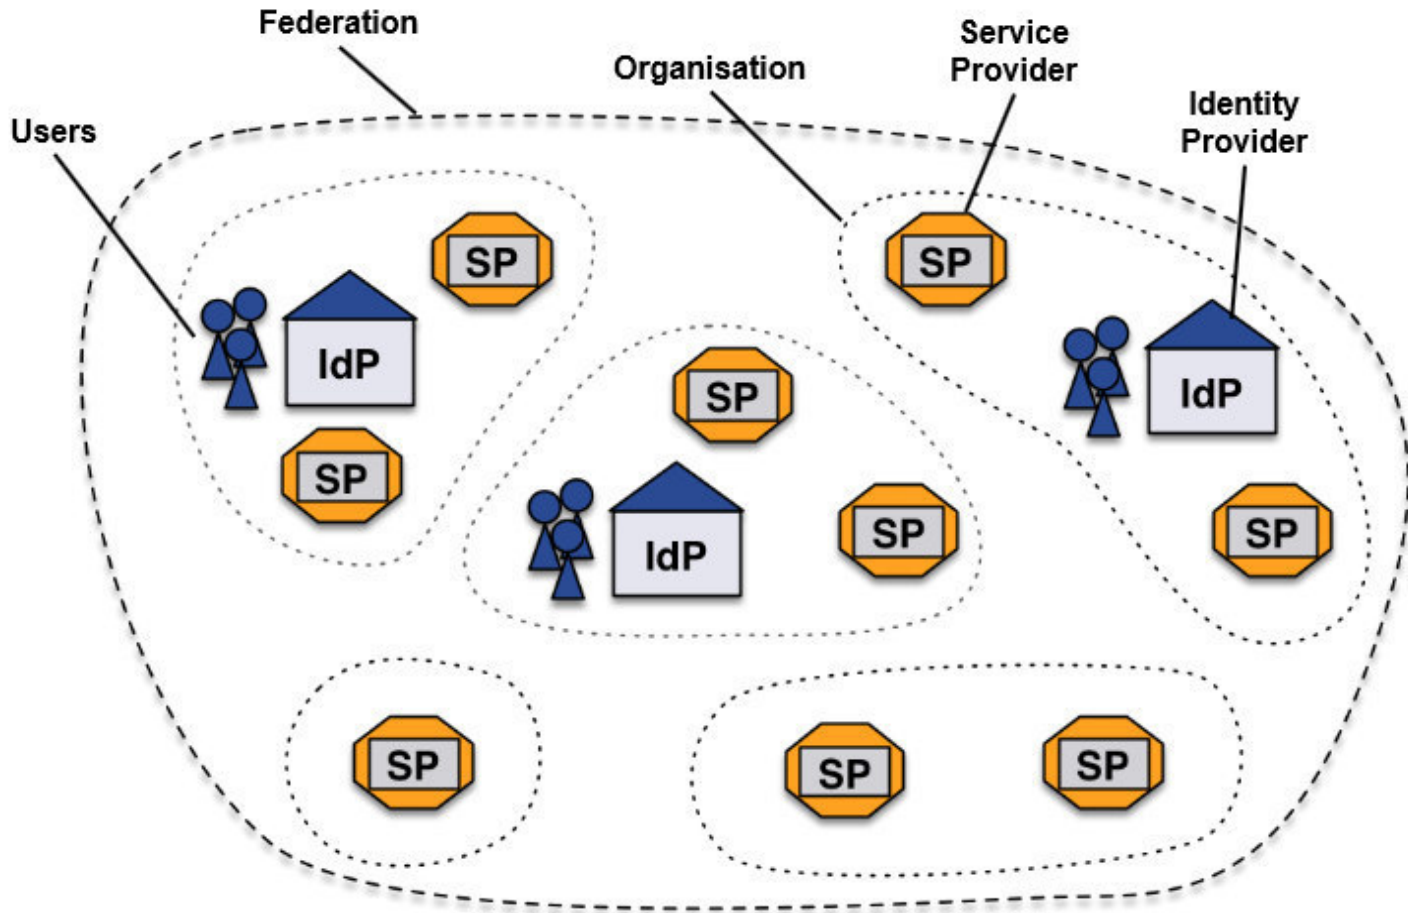 Federation
Service
Provider
Organisation
Identity
Provider
Users
SP
SP
IdP
IdP
SP
SP
IdP
SP
SP
SP
SP
SP